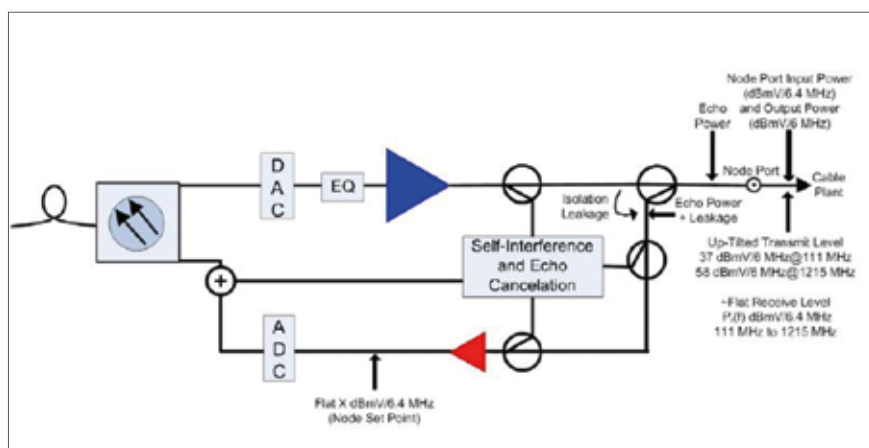 Node Port Input Power
(dBmV/6.4 MHz)
and Output Power
(dBmV/6 MHz)
Echo
Power
Node Port
Cable
Plant
D
A
C
EQ
Isolation
Leakage
Echo Power
+ Leakage
Self-Interference
and Echo
Cancelation
Up-Tilted Transmit Level
37 dBmV/6 MHz@111 MHz
58 dBmV/6 MHz@1215 MHz
~Flat Receive Level
Pr(f) dBmV/6.4 MHz
111 MHz to 1215 MHz
+
A
D
C
Flat X dBmV/6.4 MHz
(Node Set Point)